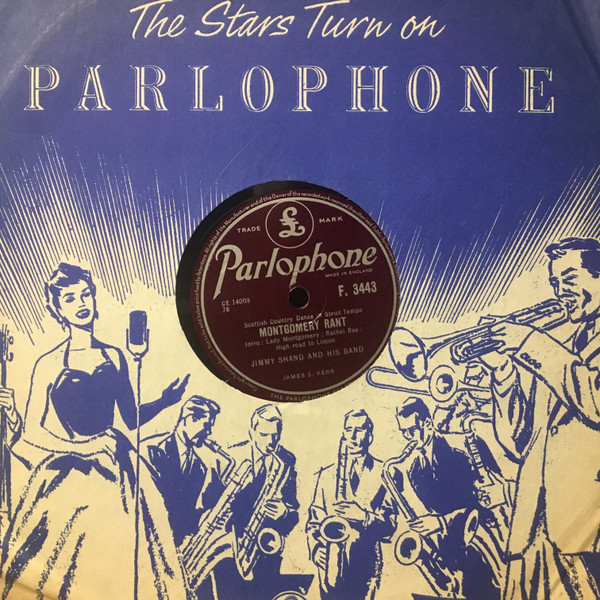 The Stars Turn on
PARLOPHONE
TRADE MARK
Parlophone
MADE IN ENGLAND
CE 14009
78
F. 3443
Scottish Country Dance Strict Tempo
MONTGOMERY RANT
Intro: Lady Montgomery; Rachel Rae;
High road to Linton
JIMMY SHAND AND HIS BAND
JAMES S. KERR
THE PARLOPHONE